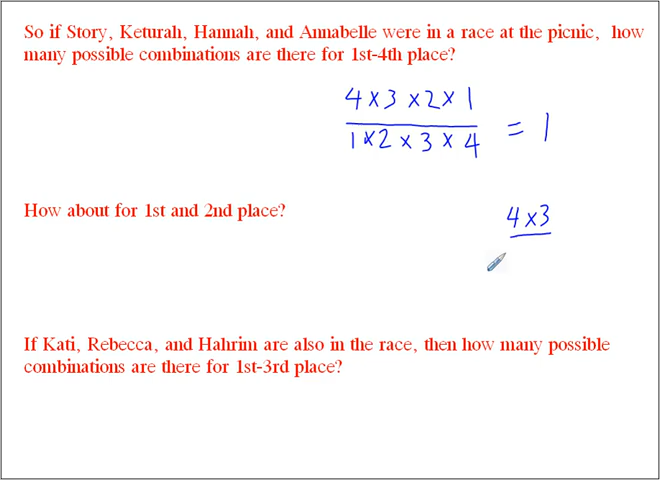 So if Story, Keturah, Hannah, and Annabelle were in a race at the picnic, how
many possible combinations are there for 1st-4th place?
4 x 3 x 2 x 1
1 x 2 x 3 x 4
= 1
How about for 1st and 2nd place?
4 x 3
If Kati, Rebecca, and Hahrim are also in the race, then how many possible
combinations are there for 1st-3rd place?